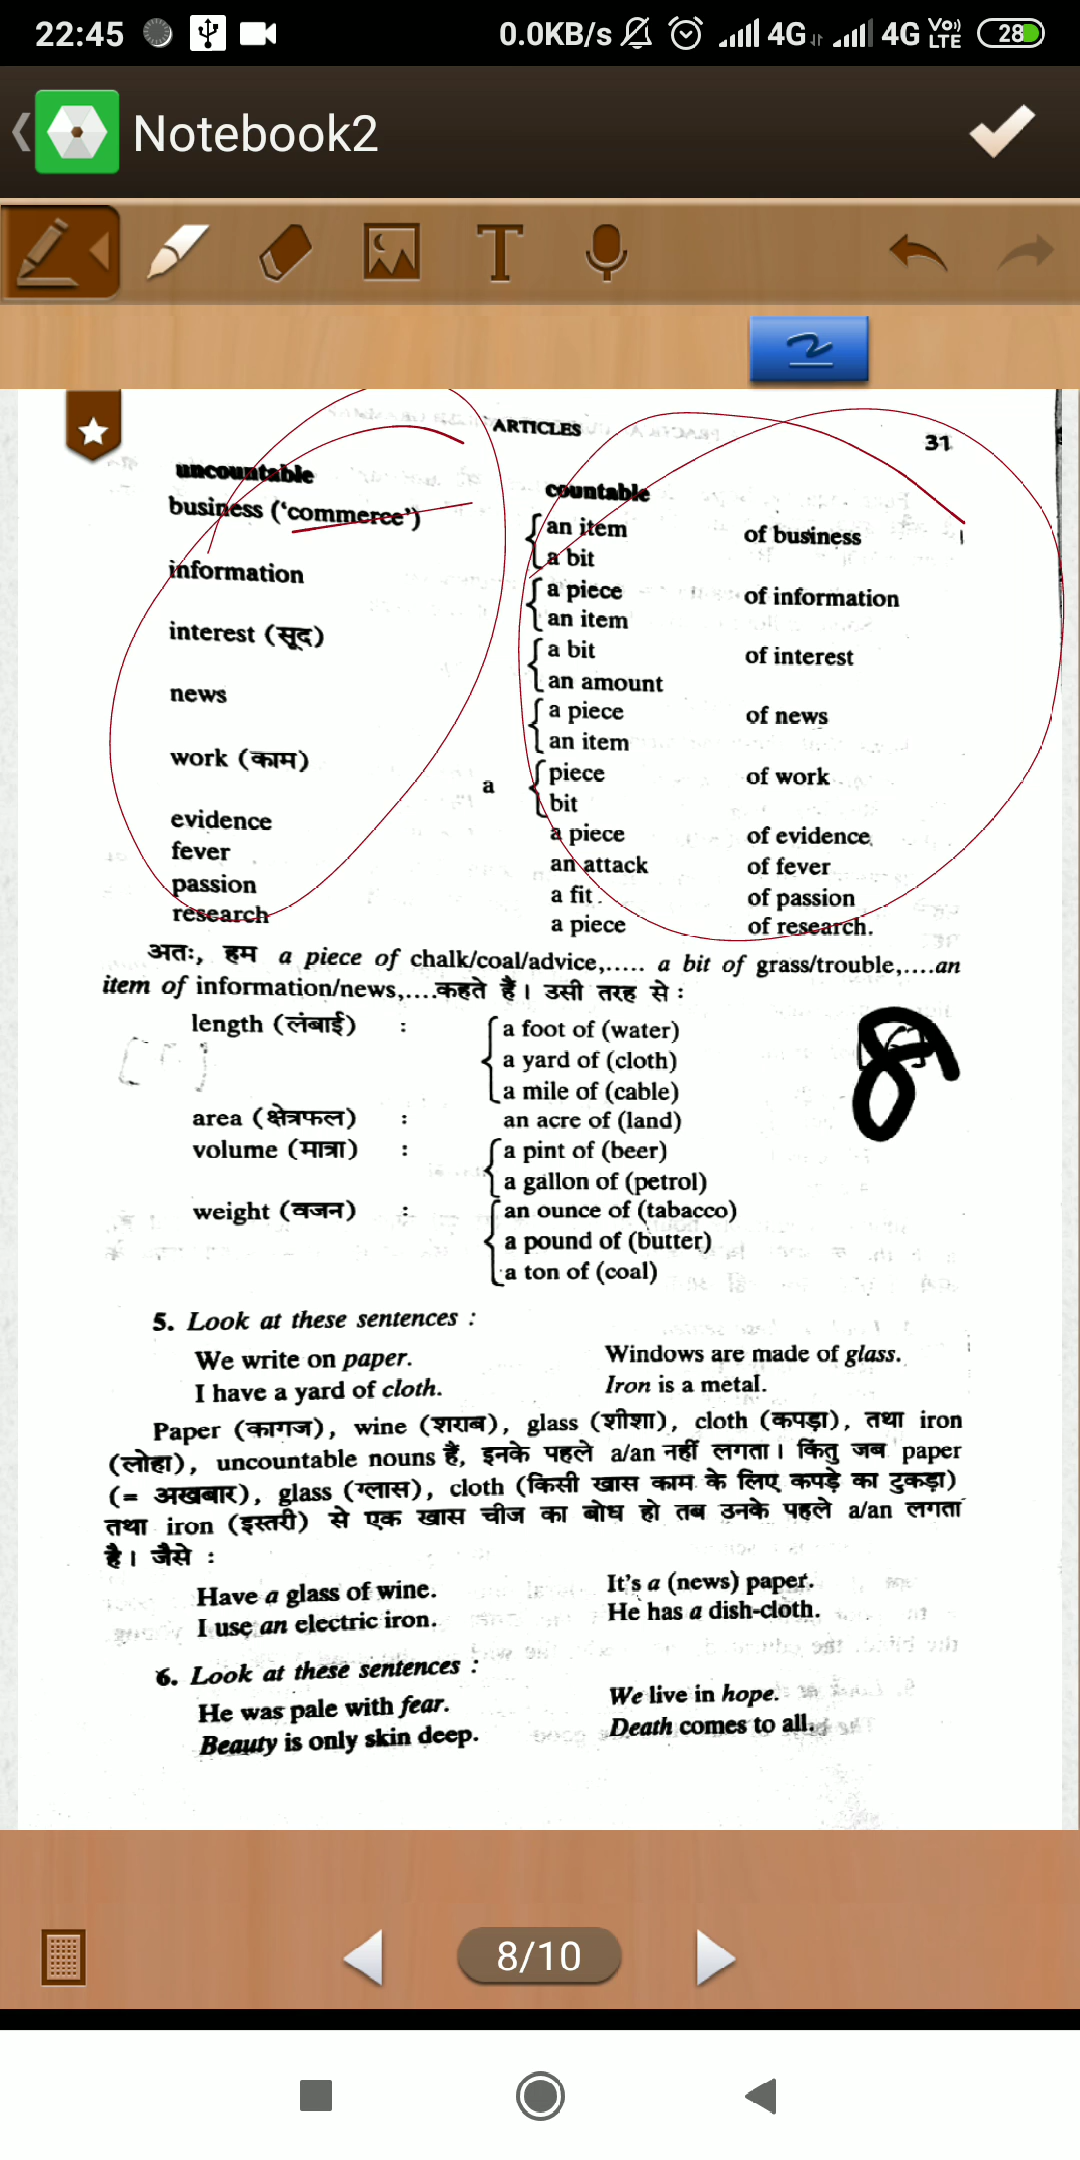 22:45 0.0KB/s 4G 4G Vo)) LTE 28
Notebook2
T
2
ARTICLES 31
uncountable countable
business (‘commerce’) an item of business
a bit
information a piece of information
an item
interest (सूद) a bit of interest
an amount
news a piece of news
an item
work (काम) a piece of work
bit
evidence a piece of evidence
fever an attack of fever
passion a fit of passion
research a piece of research.
अतः, हम a piece of chalk/coal/advice,..... a bit of grass/trouble,....an
item of information/news,....कहते हैं। उसी तरह से :
length (लंबाई) : a foot of (water)
a yard of (cloth)
a mile of (cable)
area (क्षेत्रफल) : an acre of (land)
volume (मात्रा) : a pint of (beer)
a gallon of (petrol)
weight (वजन) : an ounce of (tabacco)
a pound of (butter)
a ton of (coal)
8
5. Look at these sentences :
We write on paper. Windows are made of glass.
I have a yard of cloth. Iron is a metal.
Paper (कागज), wine (शराब), glass (शीशा), cloth (कपड़ा), तथा iron
(लोहा), uncountable nouns हैं, इनके पहले a/an नहीं लगता। किंतु जब paper
(= अखबार), glass (ग्लास), cloth (किसी खास काम के लिए कपड़े का टुकड़ा)
तथा iron (इस्तरी) से एक खास चीज का बोध हो तब उनके पहले a/an लगता
है। जैसे :
Have a glass of wine. It’s a (news) paper.
I use an electric iron. He has a dish-cloth.
6. Look at these sentences :
He was pale with fear. We live in hope.
Beauty is only skin deep. Death comes to all.
8/10